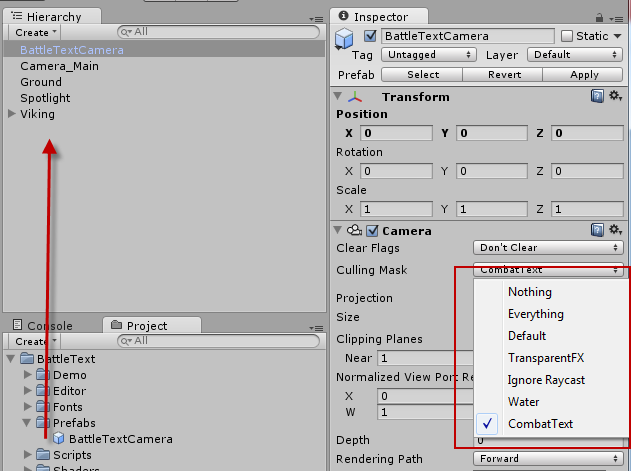 Hierarchy
Create All
BattleTextCamera
Camera_Main
Ground
Spotlight
Viking
Console Project
Create All
BattleText
Demo
Editor
Fonts
Prefabs
BattleTextCamera
Scripts
Shaders
Inspector
BattleTextCamera Static
Tag Untagged Layer Default
Prefab Select Revert Apply
Transform
Position
X 0 Y 0 Z 0
Rotation
X 0 Y 0 Z 0
Scale
X 1 Y 1 Z 1
Camera
Clear Flags Don't Clear
Culling Mask CombatText
Nothing
Everything
Default
TransparentFX
Ignore Raycast
Water
CombatText
Projection
Size
Clipping Planes
Near 1
Normalized View Port Re
X 0
W 1
Depth 0
Rendering Path Forward